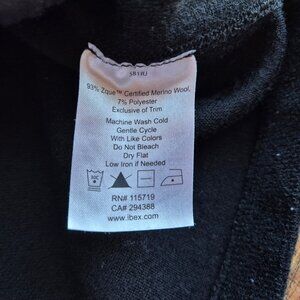 93% Zque™ Certified Merino Wool,
7% Polyester
Exclusive of Trim
Machine Wash Cold
Gentle Cycle
With Like Colors
Do Not Bleach
Dry Flat
Low Iron if Needed
RN# 115719
CA# 294388
www.ibex.com